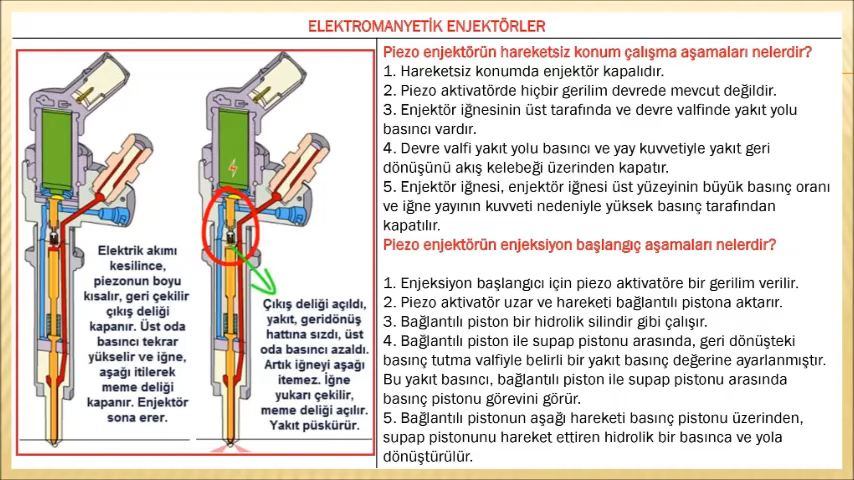 ELEKTROMANYETİK ENJEKTÖRLER
Elektrik akımı
kesilince,
piezonun boyu
kısalır, geri çekilir
çıkış deliği
kapanır. Üst oda
basıncı tekrar
yükselir ve iğne,
aşağı itilerek
meme deliği
kapanır. Enjektör
sona erer.
Çıkış deliği açıldı,
yakıt, geridönüş
hattına sızdı, üst
oda basıncı azaldı.
Artık iğneyi aşağı
itemez. İğne
yukarı çekilir,
meme deliği açılır.
Yakıt püskürür.
Piezo enjektörün hareketsiz konum çalışma aşamaları nelerdir?
1. Hareketsiz konumda enjektör kapalıdır.
2. Piezo aktivatörde hiçbir gerilim devrede mevcut değildir.
3. Enjektör iğnesinin üst tarafında ve devre valfinde yakıt yolu
basıncı vardır.
4. Devre valfi yakıt yolu basıncı ve yay kuvvetiyle yakıt geri
dönüşünü akış kelebeği üzerinden kapatır.
5. Enjektör iğnesi, enjektör iğnesi üst yüzeyinin büyük basınç oranı
ve iğne yayının kuvveti nedeniyle yüksek basınç tarafından
kapatılır.
Piezo enjektörün enjeksiyon başlangıç aşamaları nelerdir?
1. Enjeksiyon başlangıcı için piezo aktivatöre bir gerilim verilir.
2. Piezo aktivatör uzar ve hareketi bağlantılı pistona aktarır.
3. Bağlantılı piston bir hidrolik silindir gibi çalışır.
4. Bağlantılı piston ile supap pistonu arasında, geri dönüşteki
basınç tutma valfiyle belirli bir yakıt basınç değerine ayarlanmıştır.
Bu yakıt basıncı, bağlantılı piston ile supap pistonu arasında
basınç pistonu görevini görür.
5. Bağlantılı pistonun aşağı hareketi basınç pistonu üzerinden,
supap pistonunu hareket ettiren hidrolik bir basınca ve yola
dönüştürülür.